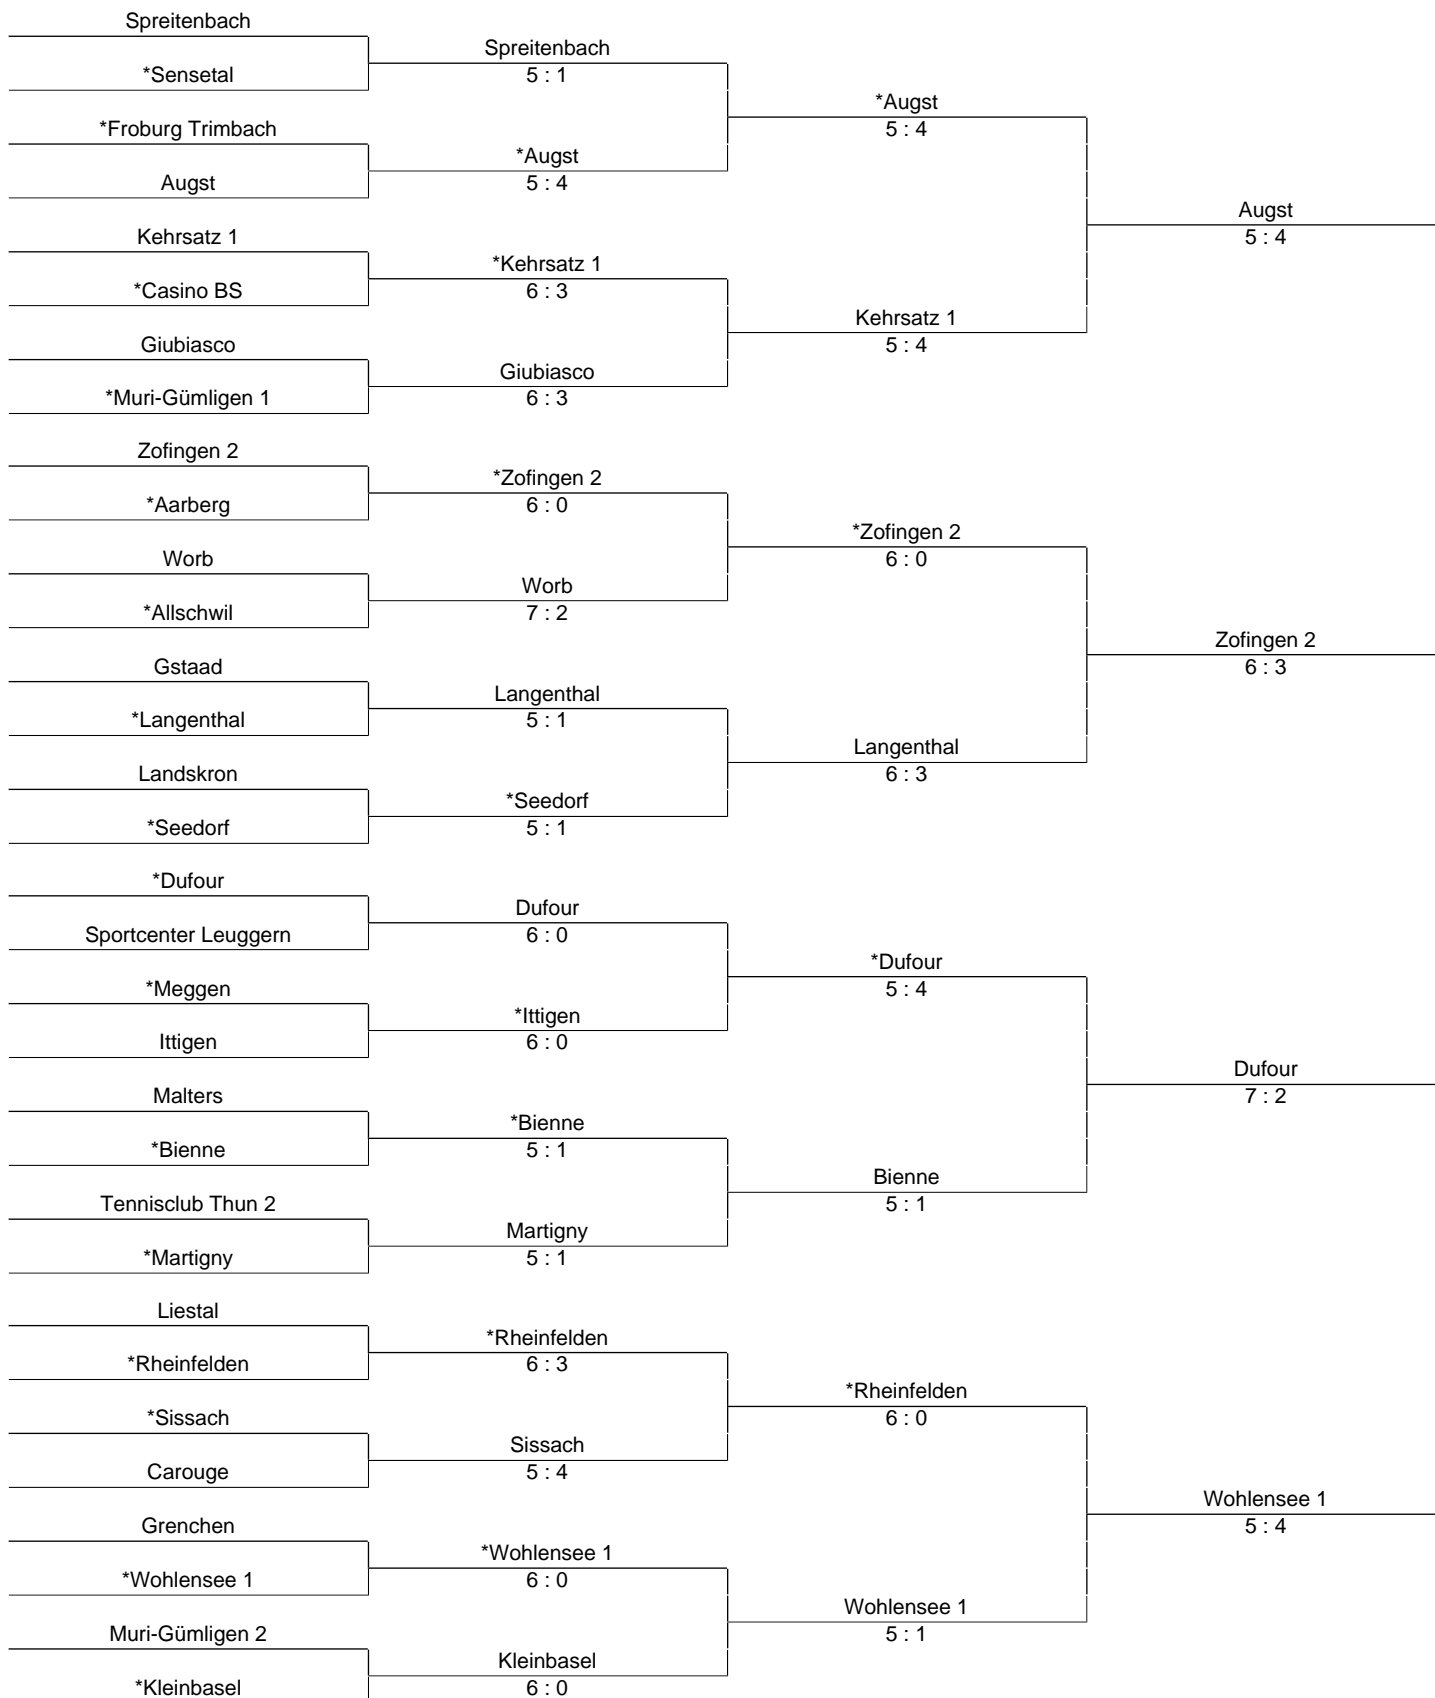 Spreitenbach
*Sensetal
*Froburg Trimbach
Augst
Kehrsatz 1
*Casino BS
Giubiasco
*Muri-Gümligen 1
Zofingen 2
*Aarberg
Worb
*Allschwil
Gstaad
*Langenthal
Landskron
*Seedorf
*Dufour
Sportcenter Leuggern
*Meggen
Ittigen
Malters
*Bienne
Tennisclub Thun 2
*Martigny
Liestal
*Rheinfelden
*Sissach
Carouge
Grenchen
*Wohlensee 1
Muri-Gümligen 2
*Kleinbasel
Spreitenbach
5 : 1
*Augst
5 : 4
*Kehrsatz 1
6 : 3
Giubiasco
6 : 3
*Zofingen 2
6 : 0
Worb
7 : 2
Langenthal
5 : 1
*Seedorf
5 : 1
Dufour
6 : 0
*Ittigen
6 : 0
*Bienne
5 : 1
Martigny
5 : 1
*Rheinfelden
6 : 3
Sissach
5 : 4
*Wohlensee 1
6 : 0
Kleinbasel
6 : 0
*Augst
5 : 4
Kehrsatz 1
5 : 4
*Zofingen 2
6 : 0
Langenthal
6 : 3
*Dufour
5 : 4
Bienne
5 : 1
*Rheinfelden
6 : 0
Wohlensee 1
5 : 1
Augst
5 : 4
Zofingen 2
6 : 3
Dufour
7 : 2
Wohlensee 1
5 : 4